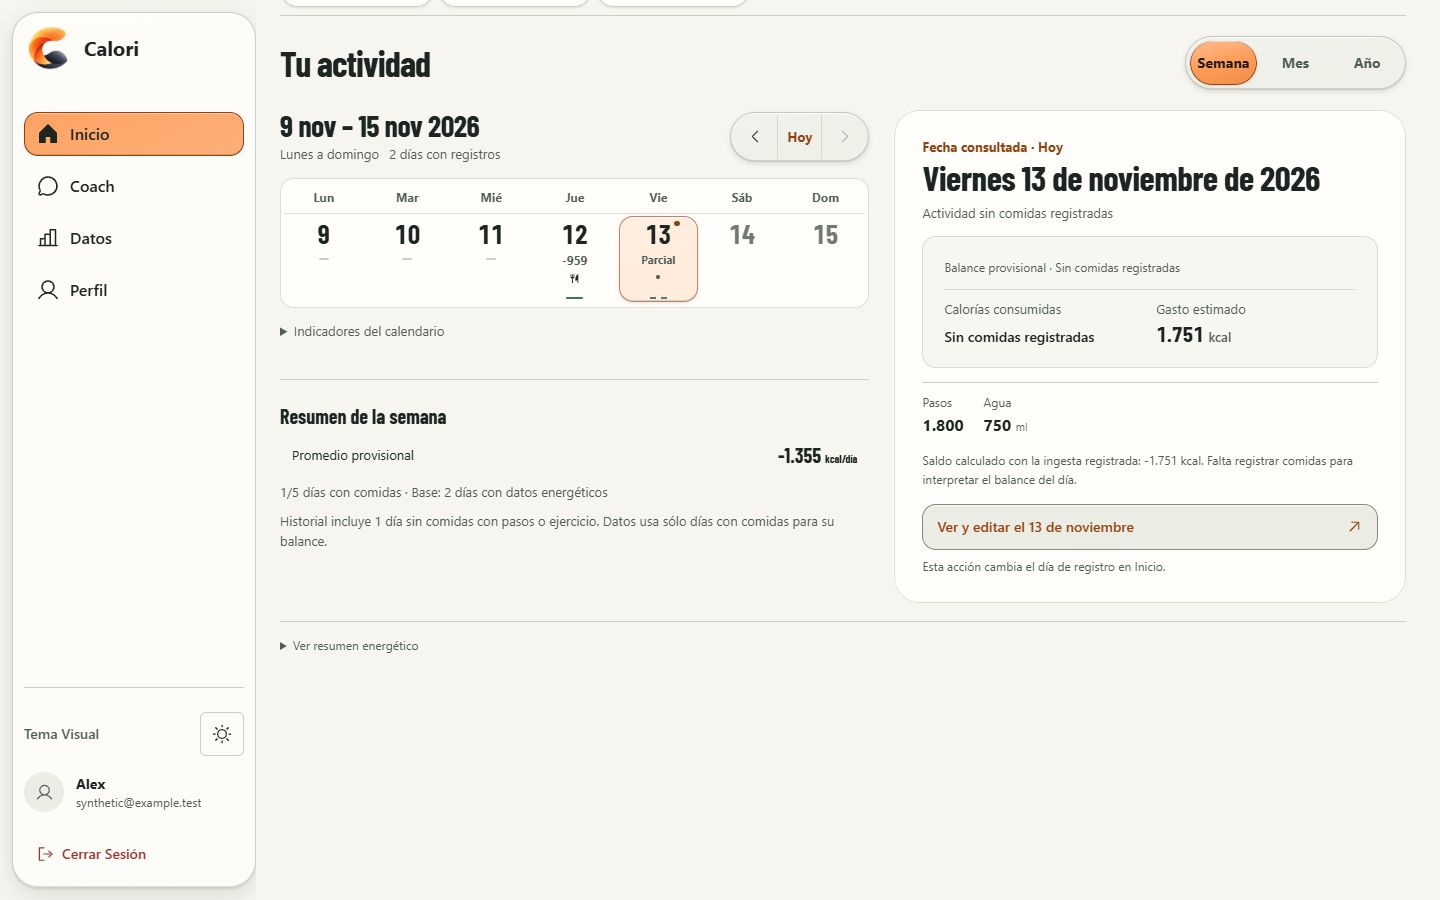 Calori
Inicio
Coach
Datos
Perfil
Tema Visual
Alex
synthetic@example.test
Cerrar Sesión
Tu actividad
Semana Mes Año
9 nov – 15 nov 2026
Lunes a domingo 2 días con registros
Hoy
Lun Mar Mié Jue Vie Sáb Dom
9 10 11 12 13 14 15
— — — -959 Parcial
Indicadores del calendario
Resumen de la semana
Promedio provisional -1.355 kcal/día
1/5 días con comidas · Base: 2 días con datos energéticos
Historial incluye 1 día sin comidas con pasos o ejercicio. Datos usa sólo días con comidas para su
balance.
Fecha consultada · Hoy
Viernes 13 de noviembre de 2026
Actividad sin comidas registradas
Balance provisional · Sin comidas registradas
Calorías consumidas Gasto estimado
Sin comidas registradas 1.751 kcal
Pasos Agua
1.800 750 ml
Saldo calculado con la ingesta registrada: -1.751 kcal. Falta registrar comidas para
interpretar el balance del día.
Ver y editar el 13 de noviembre
Esta acción cambia el día de registro en Inicio.
Ver resumen energético